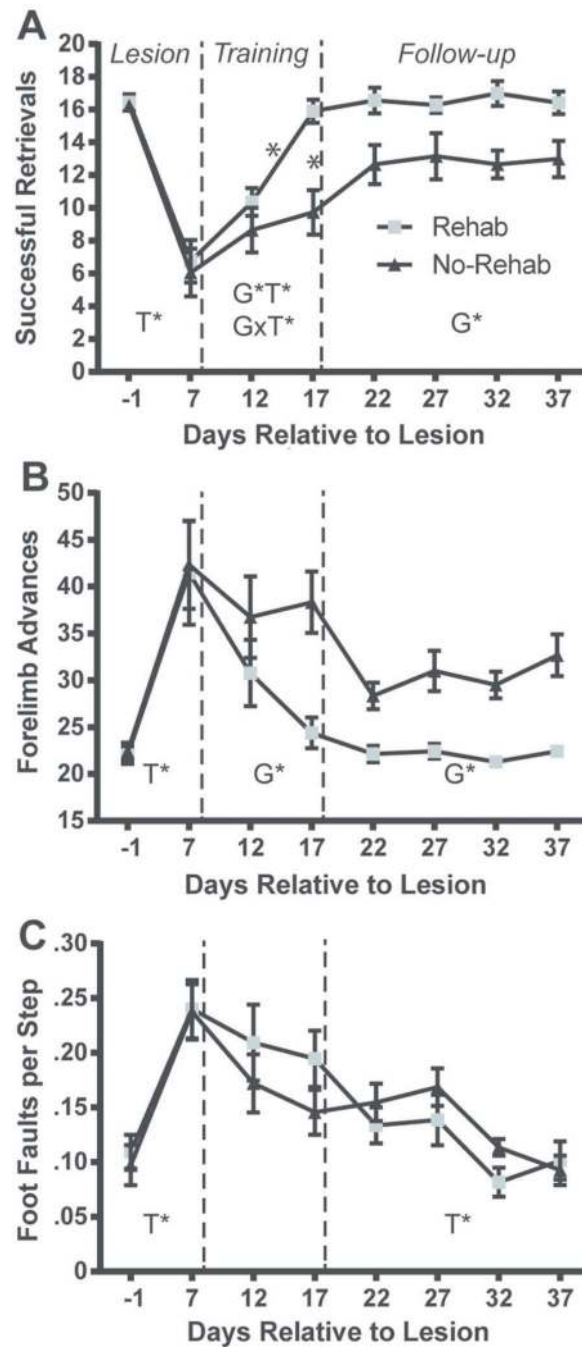 A
Lesion Training Follow-up
Successful Retrievals
20
18
16
14
12
10
8
6
4
2
0
*
*
Rehab
No-Rehab
T*
G*T*
GxT*
G*
-1 7 12 17 22 27 32 37
Days Relative to Lesion
B
Forelimb Advances
50
45
40
35
30
25
20
15
T* G* G*
-1 7 12 17 22 27 32 37
Days Relative to Lesion
C
Foot Faults per Step
.30
.25
.20
.15
.10
.05
0
T* T*
-1 7 12 17 22 27 32 37
Days Relative to Lesion